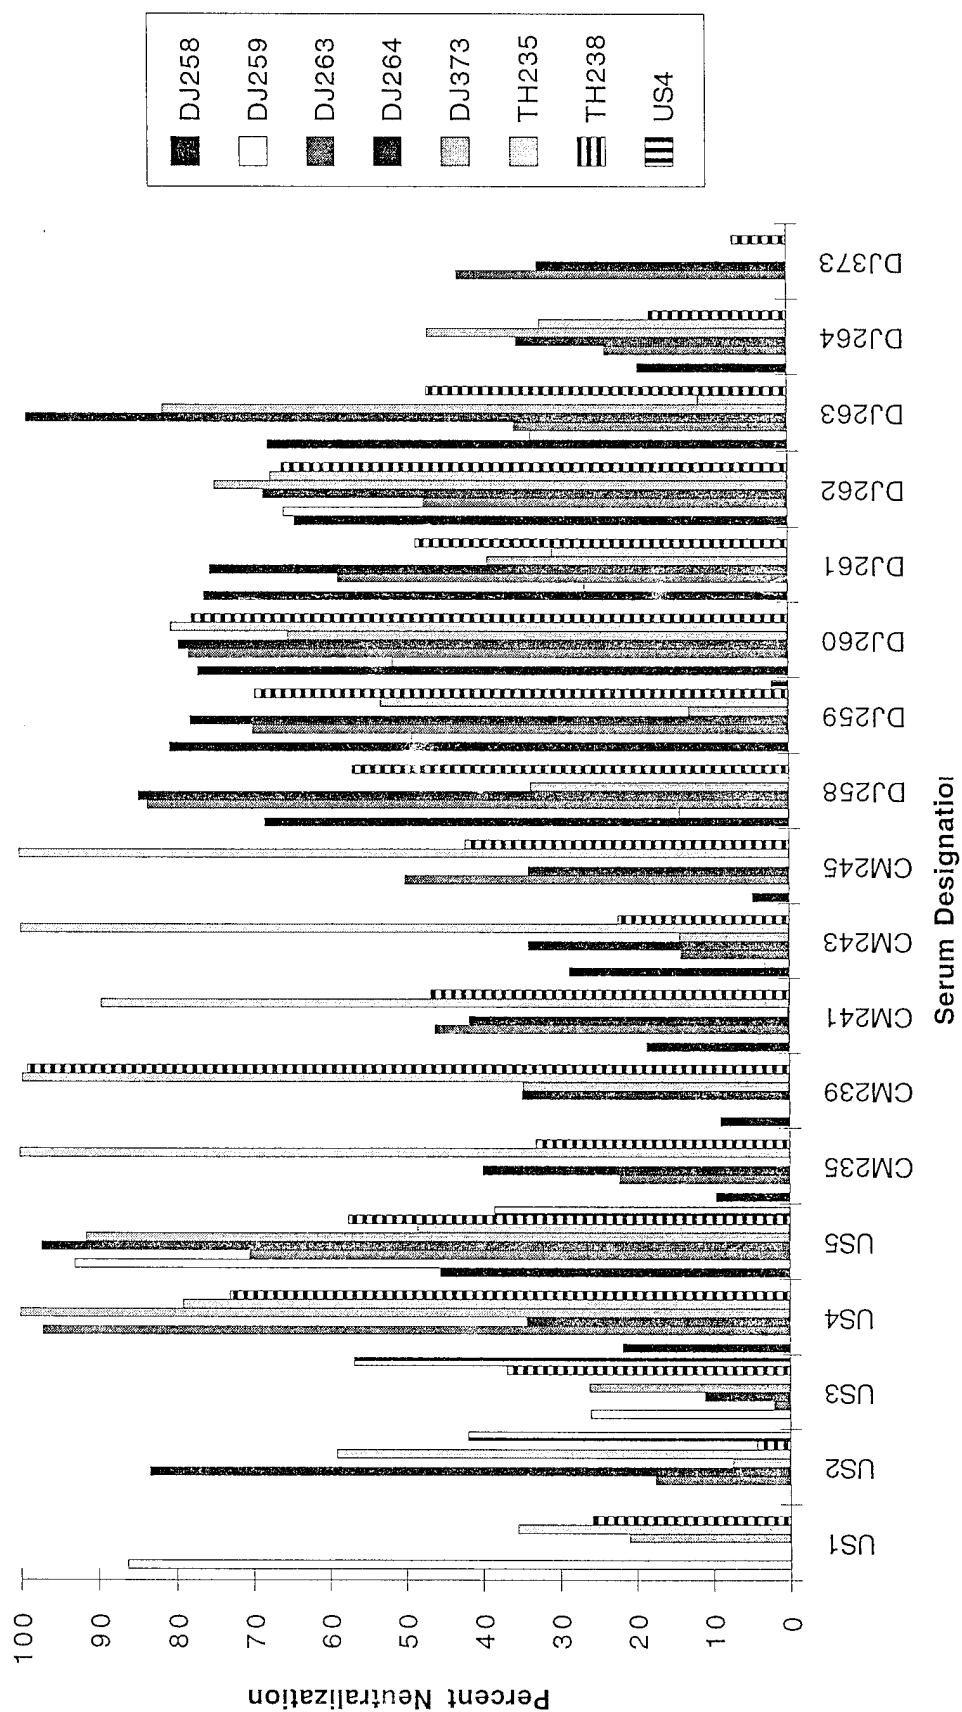 DJ258
DJ259
DJ263
DJ264
DJ373
TH235
TH238
US4
Percent Neutralization
100
90
80
70
60
50
40
30
20
10
0
US1
US2
US3
US4
US5
CM235
CM239
CM241
CM243
CM245
DJ258
DJ259
DJ260
DJ261
DJ262
DJ263
DJ264
DJ373
Serum Designation